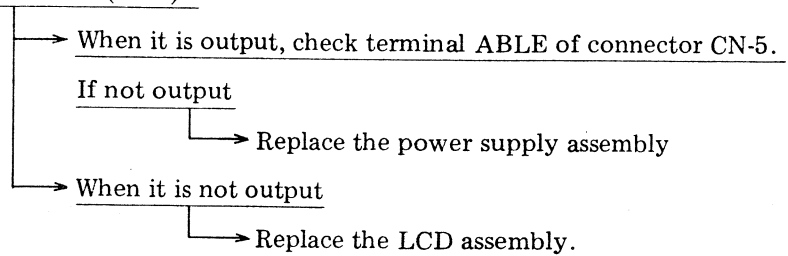 When it is output, check terminal ABLE of connector CN-5.
If not output
Replace the power supply assembly
When it is not output
Replace the LCD assembly.